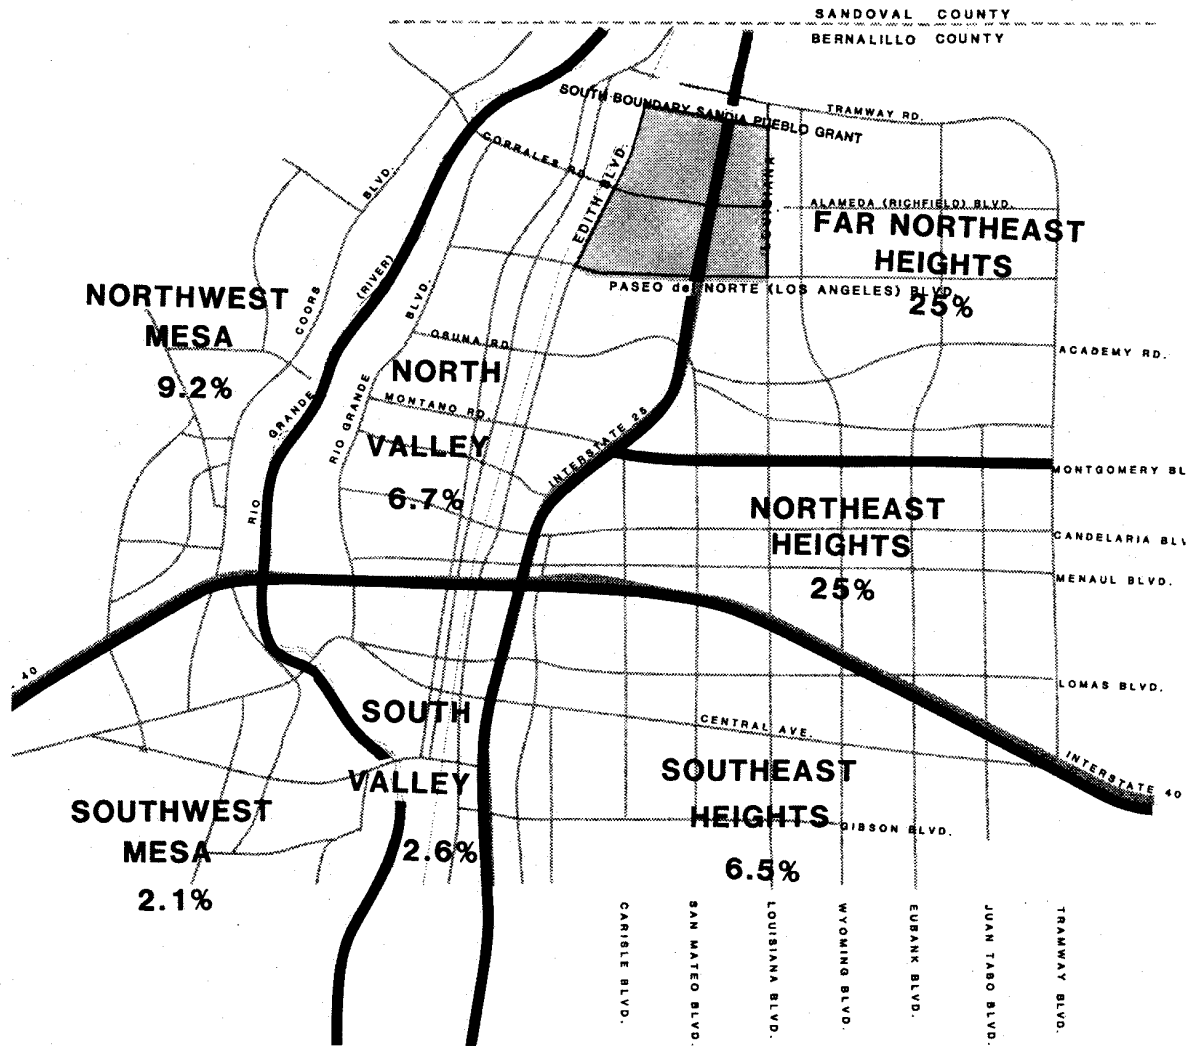 SANDOVAL COUNTY
BERNALILLO COUNTY
SOUTH BOUNDARY SANDIA PUEBLO GRANT
TRAMWAY RD.
CORRALES RD.
EDITH BLVD.
LOUISIANA
BLVD.
ALAMEDA (RICHFIELD) BLVD.
FAR NORTHEAST
HEIGHTS
25%
PASEO del NORTE (LOS ANGELES) BLVD.
NORTHWEST
MESA
9.2%
COORS
(RIVER)
BLVD.
OSUNA RD.
ACADEMY RD.
NORTH
VALLEY
6.7%
MONTANO RD.
RIO GRANDE
GRANDE
RIO
INTERSTATE 25
MONTGOMERY BL
NORTHEAST
HEIGHTS
25%
CANDELARIA BLV
MENAUL BLVD.
40
LOMAS BLVD.
SOUTH
VALLEY
2.6%
CENTRAL AVE.
INTERSTATE 40
SOUTHEAST
HEIGHTS
6.5%
GIBSON BLVD.
SOUTHWEST
MESA
2.1%
CARISLE BLVD.
SAN MATEO BLVD.
LOUISIANA BLVD.
WYOMING BLVD.
EUBANK BLVD.
JUAN TABO BLVD.
TRAMWAY BLVD.